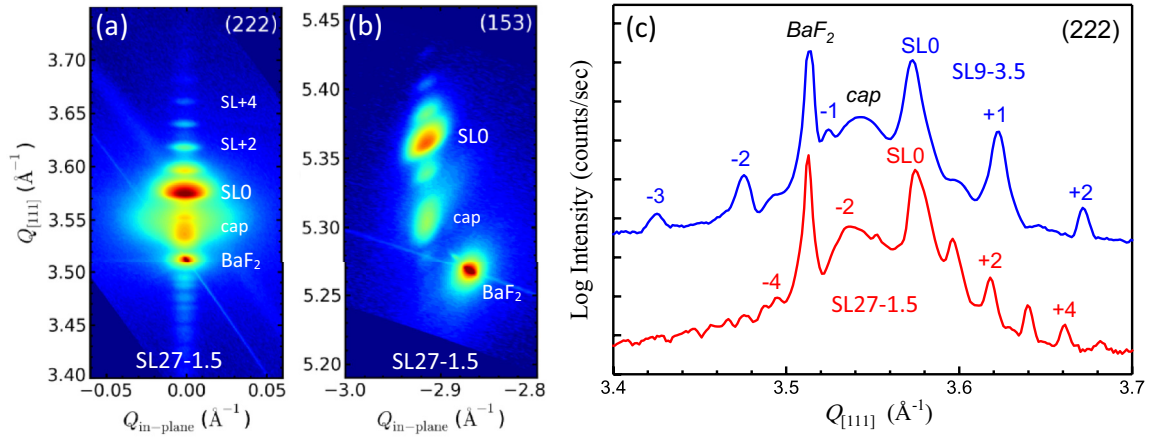 (a)
(222)
3.70
3.65
3.60
3.55
3.50
3.45
3.40
SL+4
SL+2
SL0
cap
BaF₂
SL27-1.5
−0.06
0.00
0.06
Q[111] (Å⁻¹)
Qin−plane (Å⁻¹)
(b)
(153)
5.45
5.40
5.35
5.30
5.25
5.20
SL0
cap
BaF₂
SL27-1.5
−3.0
−2.9
−2.8
Qin−plane (Å⁻¹)
(c)
(222)
BaF₂
SL0
SL9-3.5
cap
-1
+1
-2
-3
+2
SL0
-2
+2
-4
+4
SL27-1.5
Log Intensity (counts/sec)
3.4
3.5
3.6
3.7
Q[111] (Å⁻¹)